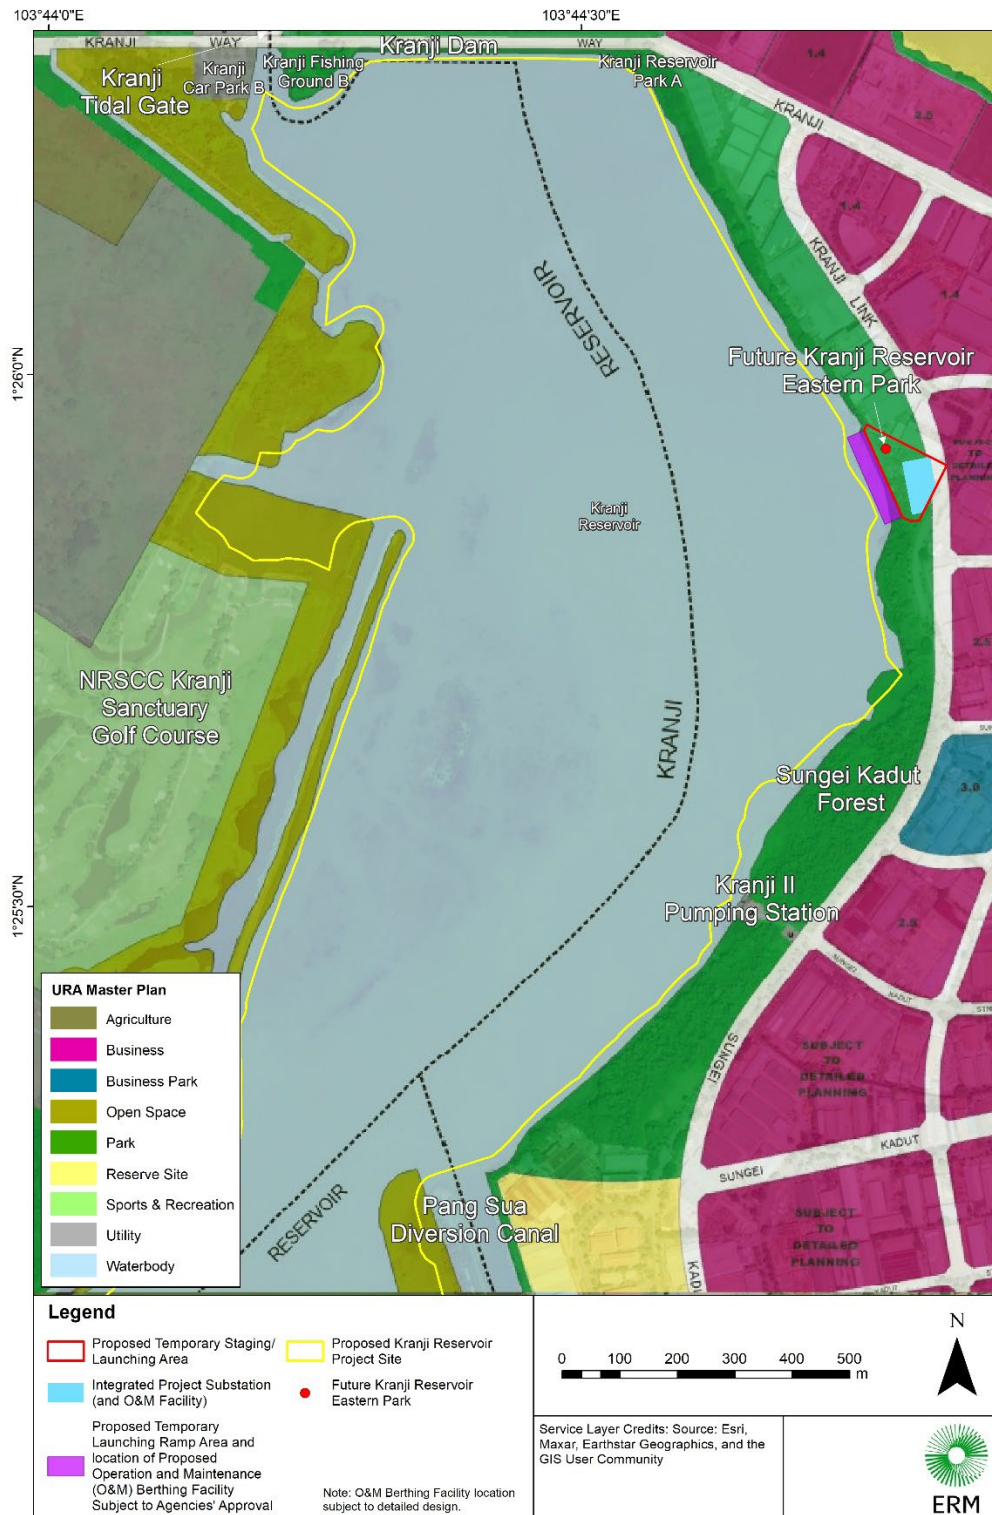 103°44'0"E
103°44'30"E
KRANJI WAY
Kranji Dam
WAY
Kranji
Tidal Gate
Kranji
Car Park B
Kranji Fishing
Ground B
Kranji Reservoir
Park A
1.4
2.5
KRANJI
1.4
KRANJI LINK
1.4
RESERVOIR
1°26'0"N
Future Kranji Reservoir
Eastern Park
SUBJECT
TO
DETAILED
PLANNING
Kranji
Reservoir
2.5
NRSCC Kranji
Sanctuary
Golf Course
KRANJI
Sungei Kadut
Forest
3.0
1°25'30"N
Kranji II
Pumping Station
2.5
SUNGEI KADUT
SUNGEI
SUBJECT
TO
DETAILED
PLANNING
KADUT
SUNGEI
RESERVOIR
Pang Sua
Diversion Canal
SUBJECT
TO
DETAILED
PLANNING
URA Master Plan
Agriculture
Business
Business Park
Open Space
Park
Reserve Site
Sports & Recreation
Utility
Waterbody
Legend
Proposed Temporary Staging/
Launching Area
Integrated Project Substation
(and O&M Facility)
Proposed Temporary
Launching Ramp Area and
location of Proposed
Operation and Maintenance
(O&M) Berthing Facility
Subject to Agencies' Approval
Proposed Kranji Reservoir
Project Site
Future Kranji Reservoir
Eastern Park
Note: O&M Berthing Facility location
subject to detailed design.
0 100 200 300 400 500
m
N
Service Layer Credits: Source: Esri,
Maxar, Earthstar Geographics, and the
GIS User Community
ERM